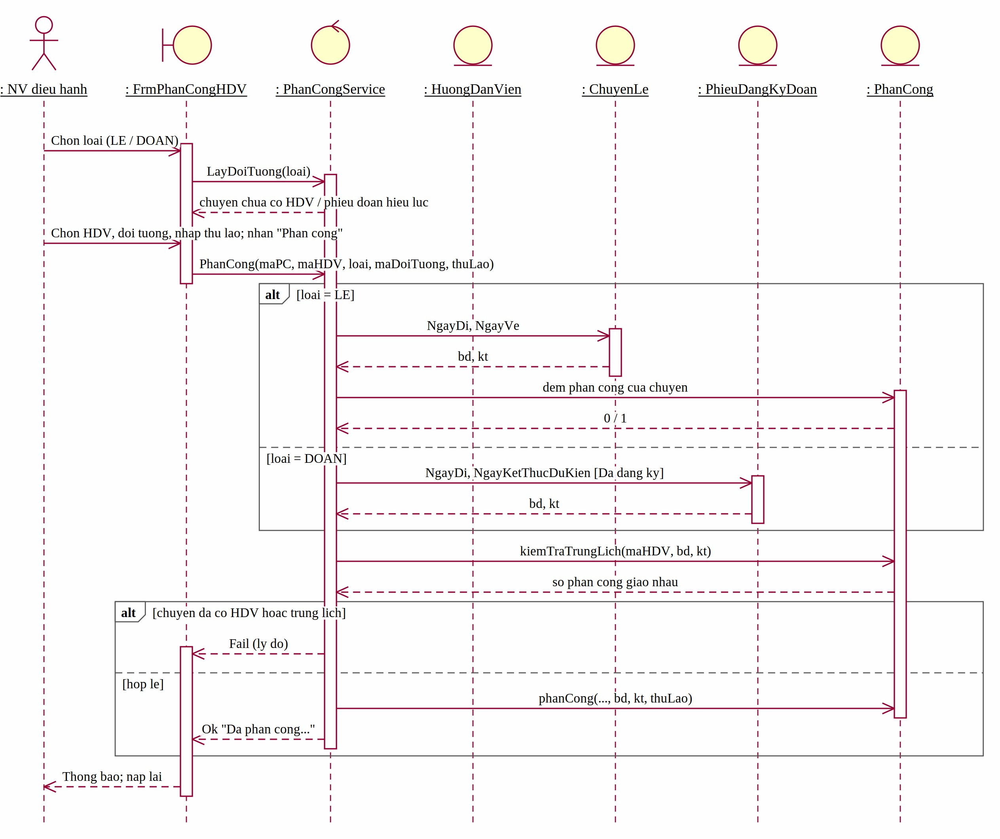 : NV dieu hanh
: FrmPhanCongHDV
: PhanCongService
: HuongDanVien
: ChuyenLe
: PhieuDangKyDoan
: PhanCong
Chon loai (LE / DOAN)
LayDoiTuong(loai)
chuyen chua co HDV / phieu doan hieu luc
Chon HDV, doi tuong, nhap thu lao; nhan "Phan cong"
PhanCong(maPC, maHDV, loai, maDoiTuong, thuLao)
alt [loai = LE]
NgayDi, NgayVe
bd, kt
dem phan cong cua chuyen
0 / 1
[loai = DOAN]
NgayDi, NgayKetThucDuKien [Da dang ky]
bd, kt
kiemTraTrungLich(maHDV, bd, kt)
so phan cong giao nhau
alt [chuyen da co HDV hoac trung lich]
Fail (ly do)
[hop le]
phanCong(..., bd, kt, thuLao)
Ok "Da phan cong..."
Thong bao; nap lai